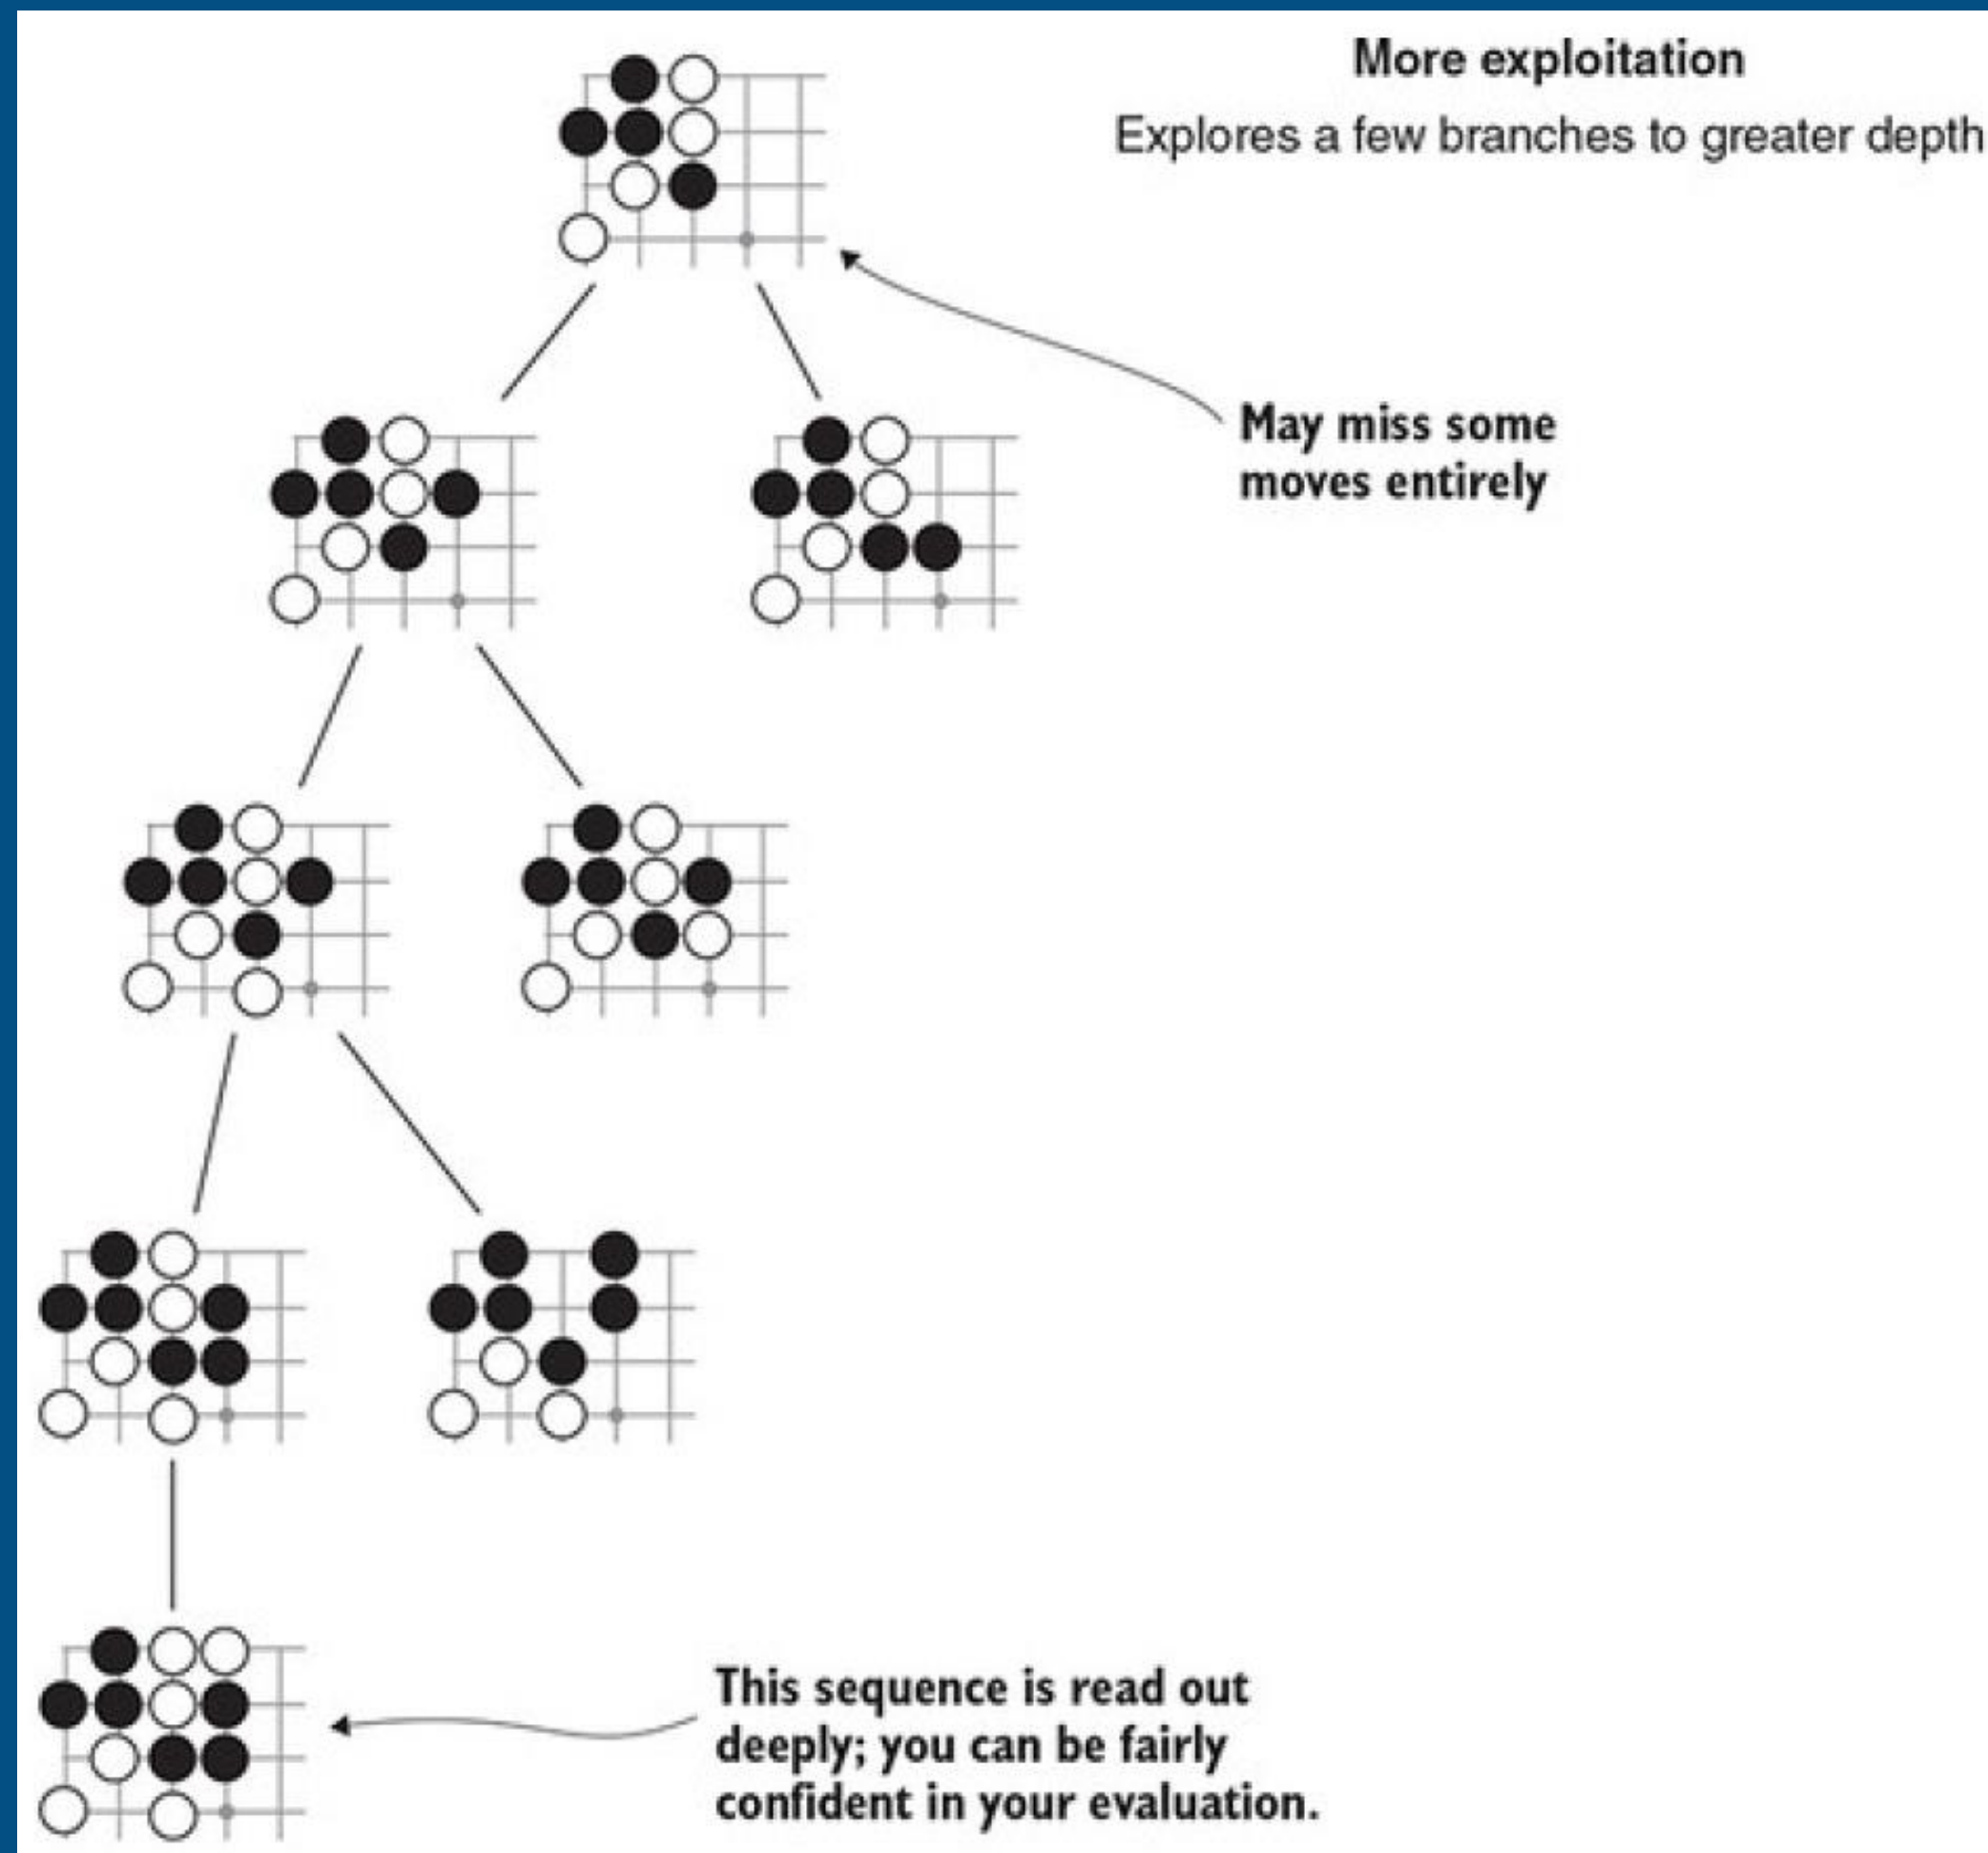 More exploitation
Explores a few branches to greater depth
May miss some
moves entirely
This sequence is read out
deeply; you can be fairly
confident in your evaluation.